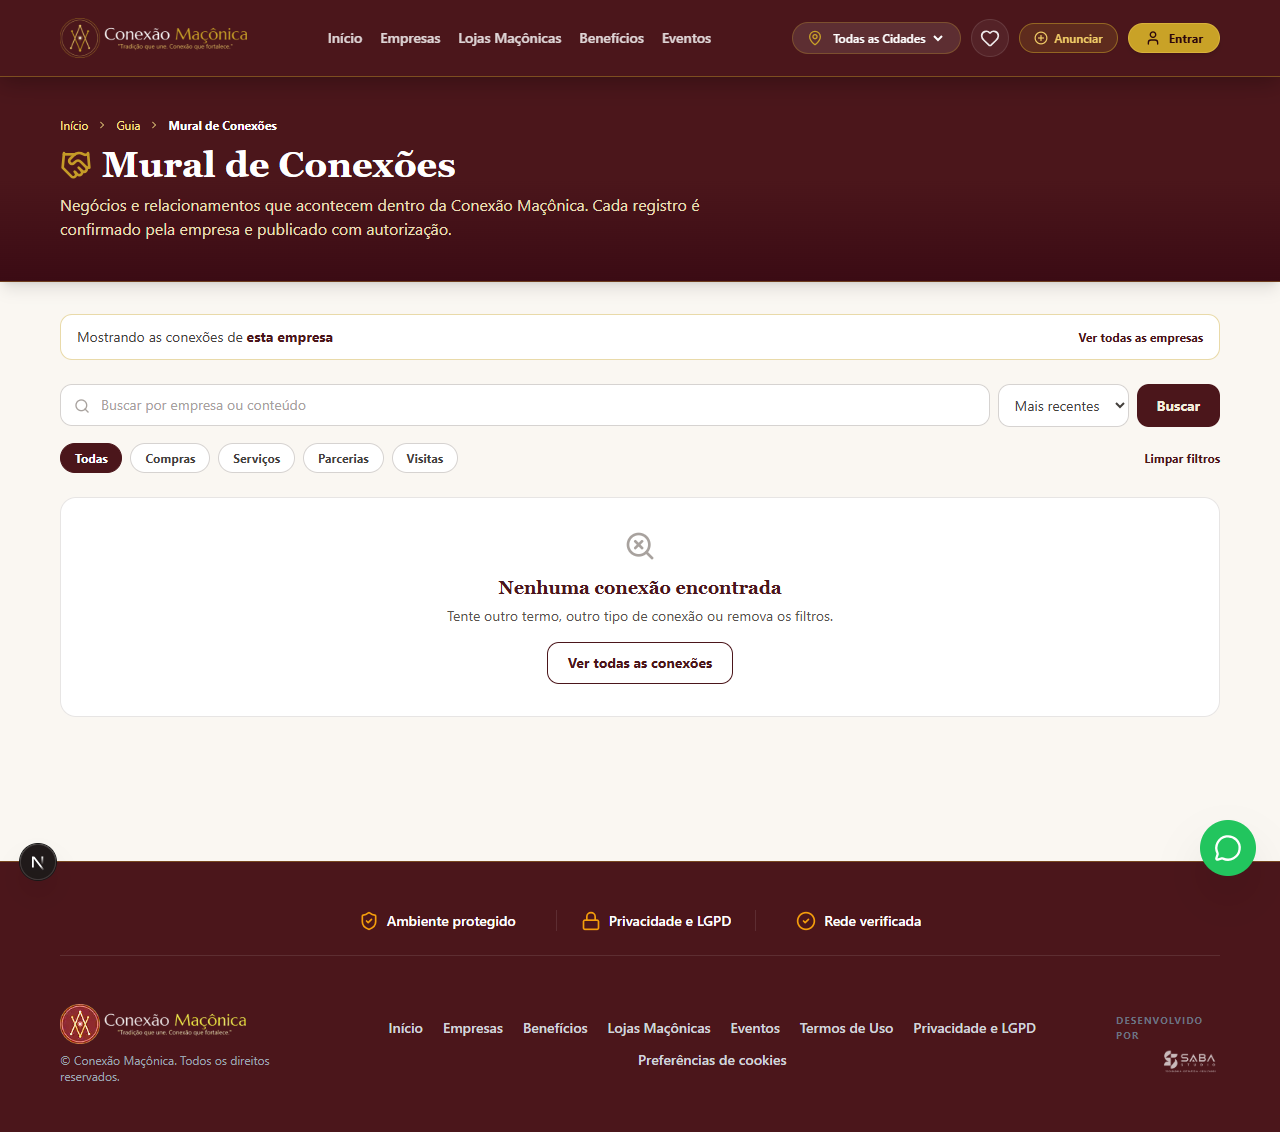 Conexão Maçônica
"Tradição que une. Conexão que fortalece."
Início
Empresas
Lojas Maçônicas
Benefícios
Eventos
Todas as Cidades
Anunciar
Entrar
Início > Guia > Mural de Conexões
Mural de Conexões
Negócios e relacionamentos que acontecem dentro da Conexão Maçônica. Cada registro é
confirmado pela empresa e publicado com autorização.
Mostrando as conexões de esta empresa
Ver todas as empresas
Buscar por empresa ou conteúdo
Mais recentes
Buscar
Todas
Compras
Serviços
Parcerias
Visitas
Limpar filtros
Nenhuma conexão encontrada
Tente outro termo, outro tipo de conexão ou remova os filtros.
Ver todas as conexões
N
Ambiente protegido
Privacidade e LGPD
Rede verificada
Conexão Maçônica
"Tradição que une. Conexão que fortalece."
© Conexão Maçônica. Todos os direitos
reservados.
Início
Empresas
Benefícios
Lojas Maçônicas
Eventos
Termos de Uso
Privacidade e LGPD
Preferências de cookies
DESENVOLVIDO
POR
SABA
STUDIO